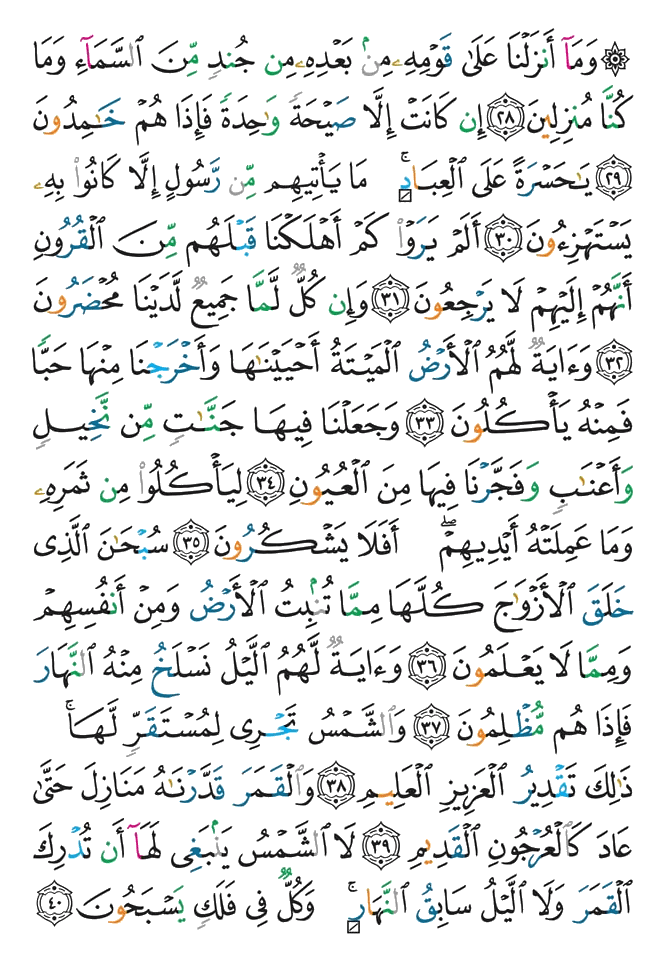 ۞ وَمَآ أَنزَلْنَا عَلَىٰ قَوْمِهِۦ مِنۢ بَعْدِهِۦ مِن جُندٍ مِّنَ ٱلسَّمَآءِ وَمَا
كُنَّا مُنزِلِينَ ٢٨ إِن كَانَتْ إِلَّا صَيْحَةً وَٰحِدَةً فَإِذَا هُمْ خَـٰمِدُونَ
٢٩ يَـٰحَسْرَةً عَلَى ٱلْعِبَادِ ۚ مَا يَأْتِيهِم مِّن رَّسُولٍ إِلَّا كَانُوا۟ بِهِۦ
يَسْتَهْزِءُونَ ٣٠ أَلَمْ يَرَوْا۟ كَمْ أَهْلَكْنَا قَبْلَهُم مِّنَ ٱلْقُرُونِ
أَنَّهُمْ إِلَيْهِمْ لَا يَرْجِعُونَ ٣١ وَإِن كُلٌّ لَّمَّا جَمِيعٌ لَّدَيْنَا مُحْضَرُونَ
٣٢ وَءَايَةٌ لَّهُمُ ٱلْأَرْضُ ٱلْمَيْتَةُ أَحْيَيْنَـٰهَا وَأَخْرَجْنَا مِنْهَا حَبًّا
فَمِنْهُ يَأْكُلُونَ ٣٣ وَجَعَلْنَا فِيهَا جَنَّـٰتٍ مِّن نَّخِيلٍ
وَأَعْنَـٰبٍ وَفَجَّرْنَا فِيهَا مِنَ ٱلْعُيُونِ ٣٤ لِيَأْكُلُوا۟ مِن ثَمَرِهِۦ
وَمَا عَمِلَتْهُ أَيْدِيهِمْ ۖ أَفَلَا يَشْكُرُونَ ٣٥ سُبْحَـٰنَ ٱلَّذِى
خَلَقَ ٱلْأَزْوَٰجَ كُلَّهَا مِمَّا تُنۢبِتُ ٱلْأَرْضُ وَمِنْ أَنفُسِهِمْ
وَمِمَّا لَا يَعْلَمُونَ ٣٦ وَءَايَةٌ لَّهُمُ ٱلَّيْلُ نَسْلَخُ مِنْهُ ٱلنَّهَارَ
فَإِذَا هُم مُّظْلِمُونَ ٣٧ وَٱلشَّمْسُ تَجْرِى لِمُسْتَقَرٍّ لَّهَا ۚ
ذَٰلِكَ تَقْدِيرُ ٱلْعَزِيزِ ٱلْعَلِيمِ ٣٨ وَٱلْقَمَرَ قَدَّرْنَـٰهُ مَنَازِلَ حَتَّىٰ
عَادَ كَٱلْعُرْجُونِ ٱلْقَدِيمِ ٣٩ لَا ٱلشَّمْسُ يَنۢبَغِى لَهَآ أَن تُدْرِكَ
ٱلْقَمَرَ وَلَا ٱلَّيْلُ سَابِقُ ٱلنَّهَارِ ۚ وَكُلٌّ فِى فَلَكٍ يَسْبَحُونَ ٤٠